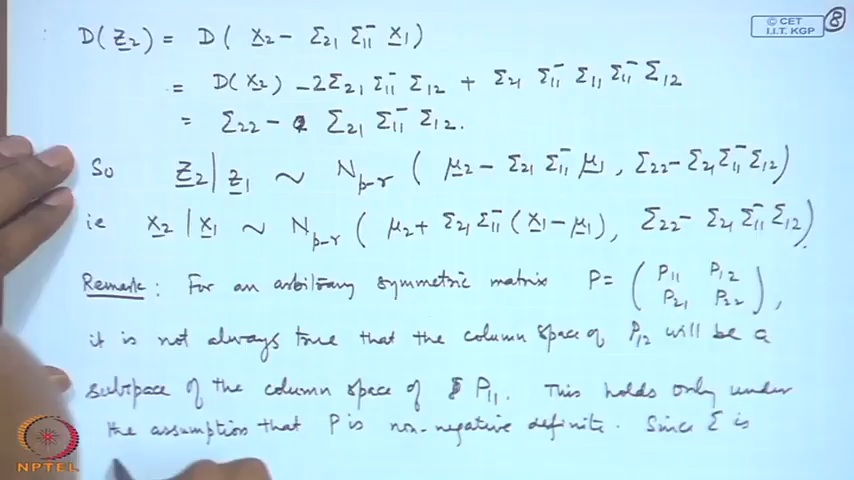 © CET
I.I.T. KGP
8
D(z2) = D( x2 - Σ21 Σ11⁻ x1)
= D(x2) - 2Σ21 Σ11⁻ Σ12 + Σ21 Σ11⁻ Σ11 Σ11⁻ Σ12
= Σ22 - Σ21 Σ11⁻ Σ12.
So z2 | z1 ~ Np-r ( μ2 - Σ21 Σ11⁻ μ1 , Σ22 - Σ21 Σ11⁻ Σ12 )
ie x2 | x1 ~ Np-r ( μ2 + Σ21 Σ11⁻ (x1 - μ1), Σ22 - Σ21 Σ11⁻ Σ12 ).
Remark : For an arbitrary symmetric matrix P = ( P11 P12
P21 P22 ) ,
it is not always true that the column space of P12 will be a
subspace of the column space of P11. This holds only under
the assumption that P is non-negative definite. Since Σ is
NPTEL